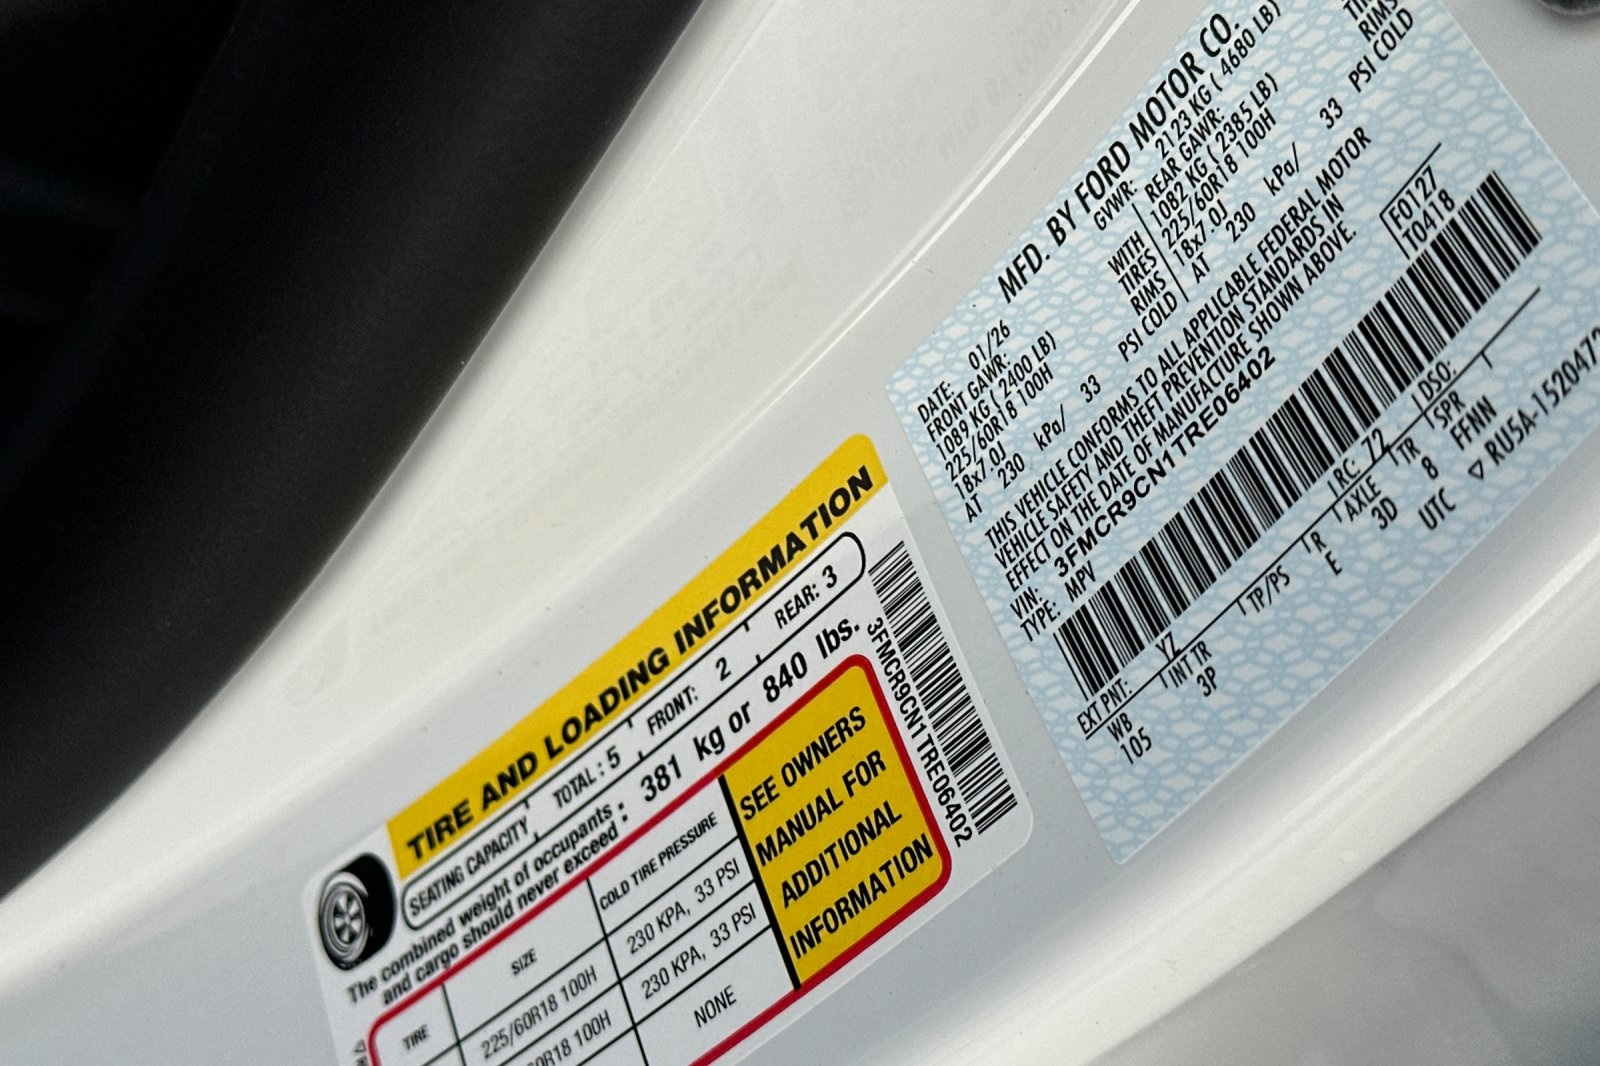 MFD. BY FORD MOTOR CO.
DATE: 01/26
GVWR: 2123 KG ( 4680 LB)
FRONT GAWR:
1089 KG ( 2400 LB)
225/60R18 100H
18x7.0J
AT 230 kPa/ 33 PSI COLD
WITH
TIRES
RIMS
REAR GAWR:
1082 KG ( 2385 LB)
225/60R18 100H
18x7.0J
AT 230 kPa/ 33 PSI COLD
RIMS
THIS VEHICLE CONFORMS TO ALL APPLICABLE FEDERAL MOTOR
VEHICLE SAFETY AND THEFT PREVENTION STANDARDS IN
EFFECT ON THE DATE OF MANUFACTURE SHOWN ABOVE.
VIN: 3FMCR9CN1TRE06402
TYPE: MPV
F0127
T0418
EXT PNT: YZ RC: 72 DSO:
WB INT TR TP/PS R AXLE TR SPR
105 3P E 3D 8 FFNN
UTC
▽ RU5A-1520472
TIRE AND LOADING INFORMATION
SEATING CAPACITY TOTAL : 5 FRONT: 2 REAR: 3
The combined weight of occupants
and cargo should never exceed : 381 kg or 840 lbs.
TIRE SIZE COLD TIRE PRESSURE
225/60R18 100H 230 KPA, 33 PSI
60R18 100H 230 KPA, 33 PSI
NONE
SEE OWNERS
MANUAL FOR
ADDITIONAL
INFORMATION
3FMCR9CN1TRE06402